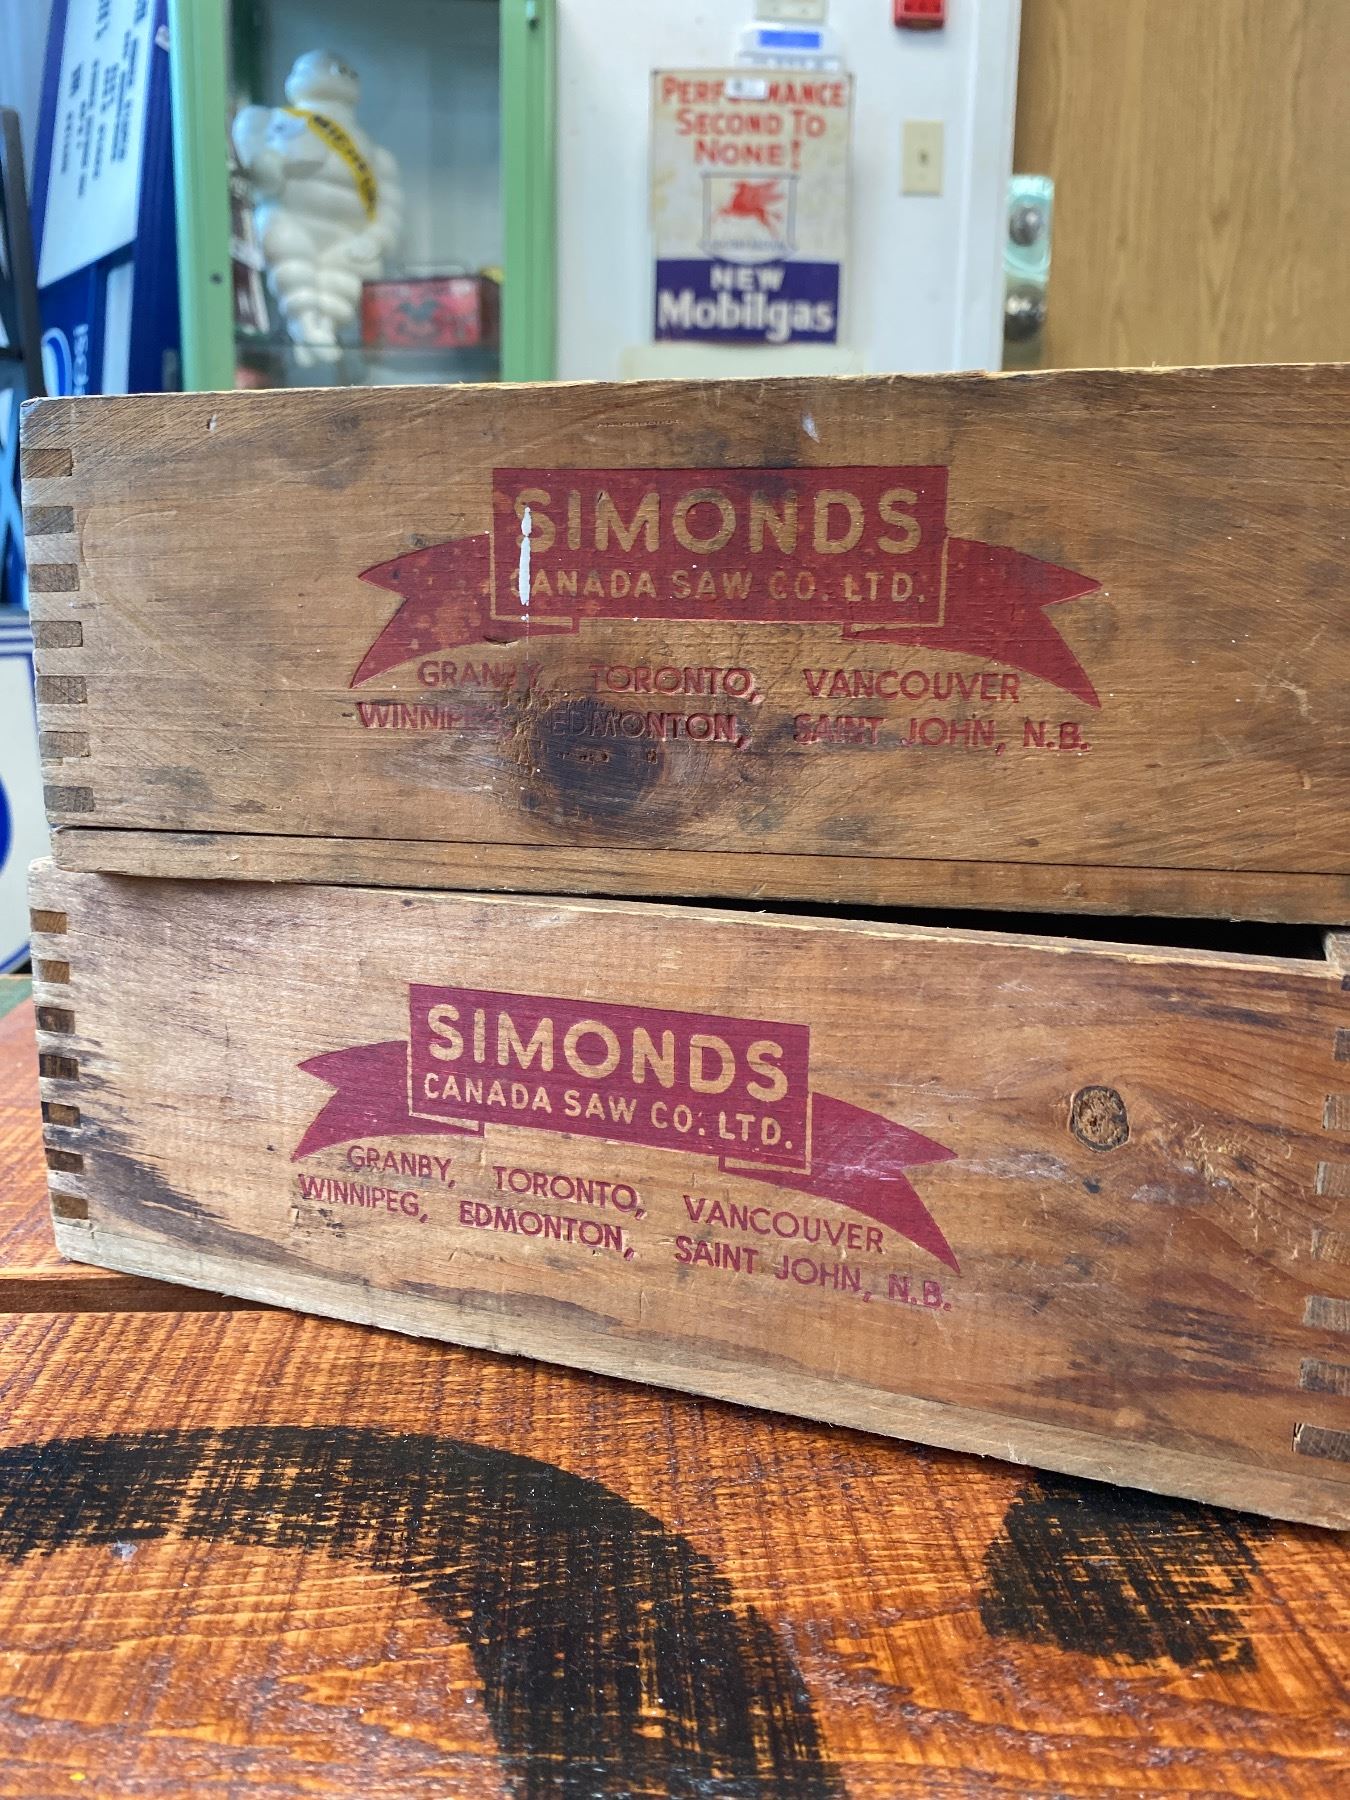 PERFORMANCE
SECOND TO
NONE!
NEW
Mobilgas
SIMONDS
CANADA SAW CO. LTD.
GRANBY, TORONTO, VANCOUVER
WINNIPEG, EDMONTON, SAINT JOHN, N.B.
SIMONDS
CANADA SAW CO. LTD.
GRANBY, TORONTO, VANCOUVER
WINNIPEG, EDMONTON, SAINT JOHN, N.B.